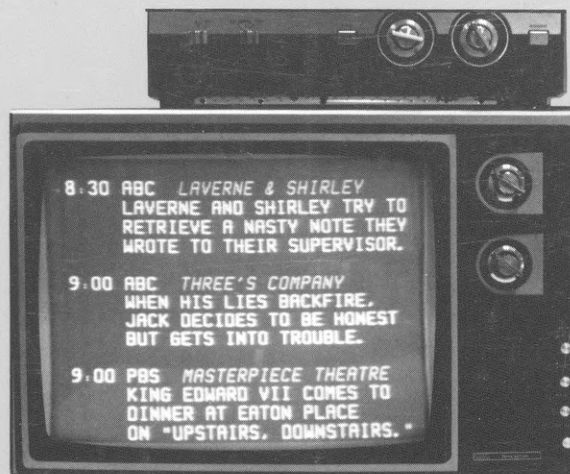 8:30 ABC LAVERNE & SHIRLEY
LAVERNE AND SHIRLEY TRY TO
RETRIEVE A NASTY NOTE THEY
WROTE TO THEIR SUPERVISOR.
9:00 ABC THREE'S COMPANY
WHEN HIS LIES BACKFIRE,
JACK DECIDES TO BE HONEST
BUT GETS INTO TROUBLE.
9:00 PBS MASTERPIECE THEATRE
KING EDWARD VII COMES TO
DINNER AT EATON PLACE
ON "UPSTAIRS, DOWNSTAIRS."